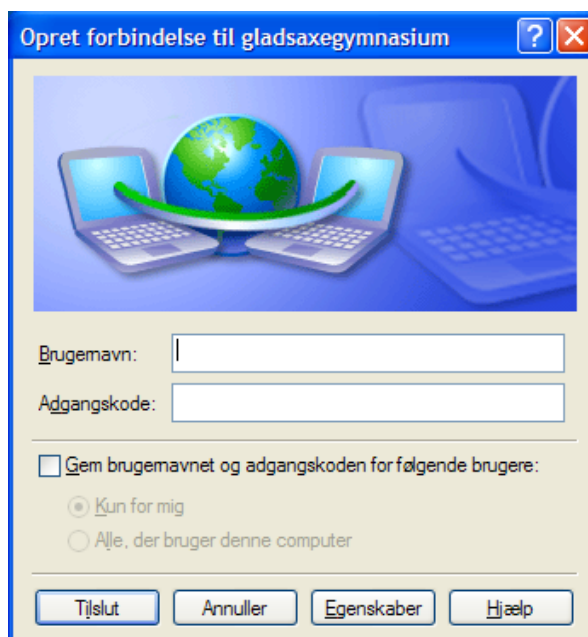 Opret forbindelse til gladsaxegymnasium
Brugernavn:
Adgangskode:
Gem brugernavnet og adgangskoden for følgende brugere:
Kun for mig
Alle, der bruger denne computer
Tilslut Annuller Egenskaber Hjælp